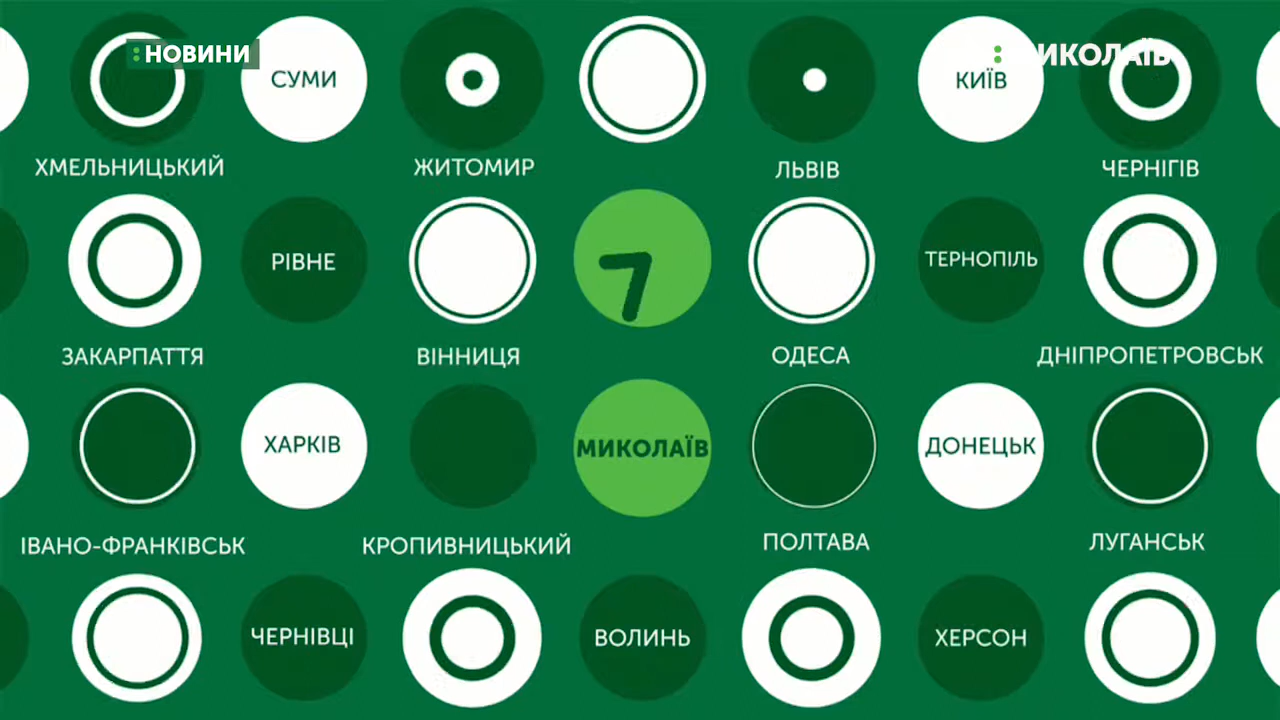 НОВИНИ
МИКОЛАЇВ
СУМИ
КИЇВ
ХМЕЛЬНИЦЬКИЙ
ЖИТОМИР
ЛЬВІВ
ЧЕРНІГІВ
РІВНЕ
7
ТЕРНОПІЛЬ
ЗАКАРПАТТЯ
ВІННИЦЯ
ОДЕСА
ДНІПРОПЕТРОВСЬК
ХАРКІВ
МИКОЛАЇВ
ДОНЕЦЬК
ІВАНО-ФРАНКІВСЬК
КРОПИВНИЦЬКИЙ
ПОЛТАВА
ЛУГАНСЬК
ЧЕРНІВЦІ
ВОЛИНЬ
ХЕРСОН